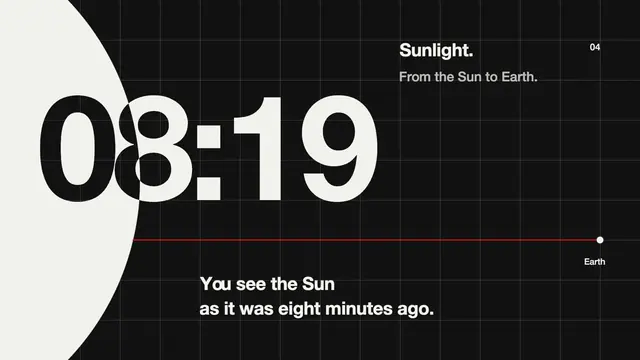 Sunlight.
04
From the Sun to Earth.
08:19
Earth
You see the Sun
as it was eight minutes ago.